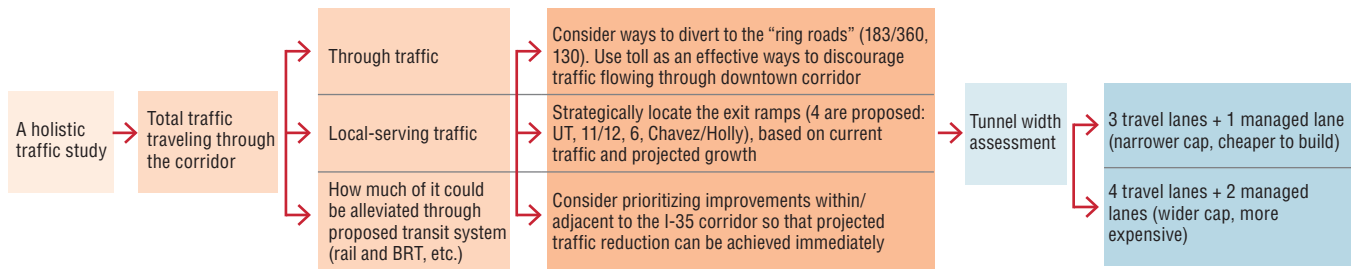 A holistic
traffic study
Total traffic
traveling through
the corridor
Through traffic
Local-serving traffic
How much of it could
be alleviated through
proposed transit system
(rail and BRT, etc.)
Consider ways to divert to the “ring roads” (183/360,
130). Use toll as an effective ways to discourage
traffic flowing through downtown corridor
Strategically locate the exit ramps (4 are proposed:
UT, 11/12, 6, Chavez/Holly), based on current
traffic and projected growth
Consider prioritizing improvements within/
adjacent to the I-35 corridor so that projected
traffic reduction can be achieved immediately
Tunnel width
assessment
3 travel lanes + 1 managed lane
(narrower cap, cheaper to build)
4 travel lanes + 2 managed
lanes (wider cap, more
expensive)